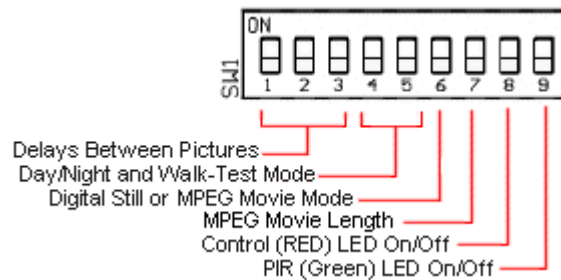 ON
SW1
1 2 3 4 5 6 7 8 9
Delays Between Pictures
Day/Night and Walk-Test Mode
Digital Still or MPEG Movie Mode
MPEG Movie Length
Control (RED) LED On/Off
PIR (Green) LED On/Off